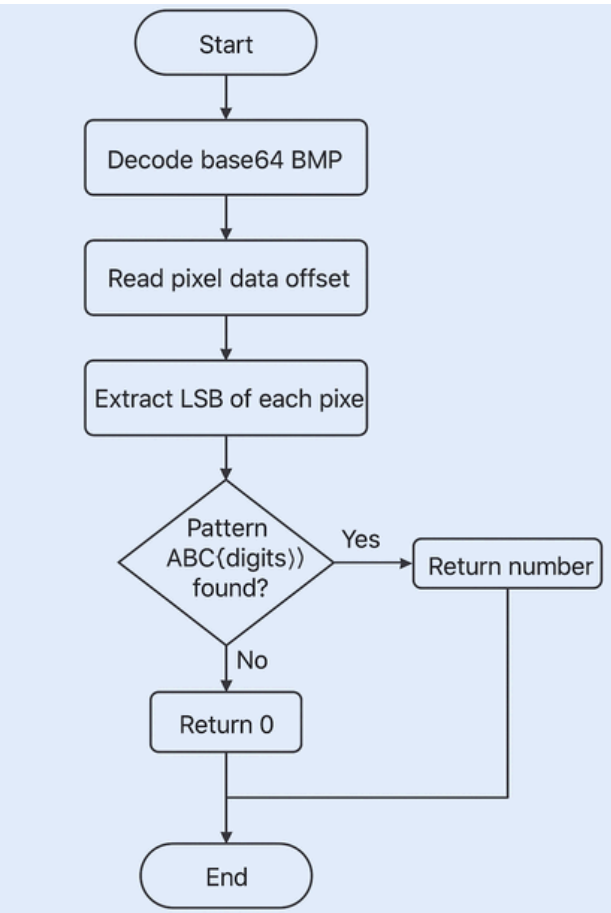 Start
Decode base64 BMP
Read pixel data offset
Extract LSB of each pixe
Pattern
ABC(digits))
found?
Yes
Return number
No
Return 0
End